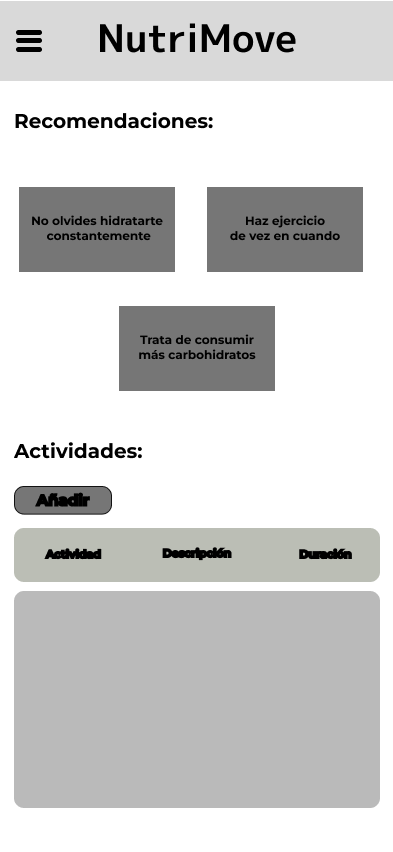 NutriMove
Recomendaciones:
No olvides hidratarte
constantemente
Haz ejercicio
de vez en cuando
Trata de consumir
más carbohidratos
Actividades:
Añadir
Actividad
Descripción
Duración